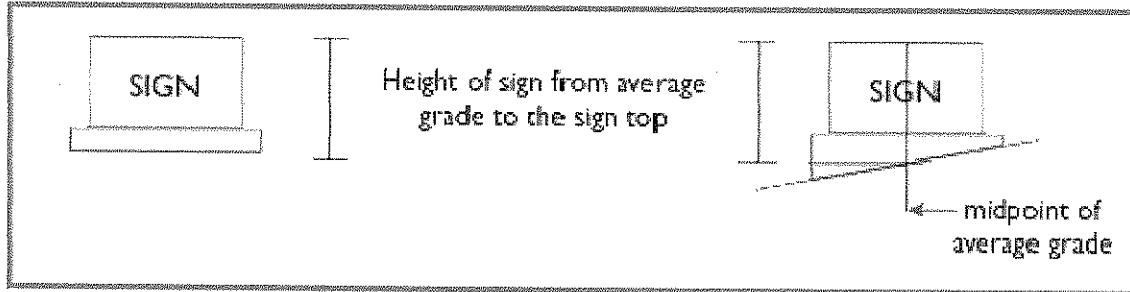 SIGN
Height of sign from average
grade to the sign top
SIGN
midpoint of
average grade